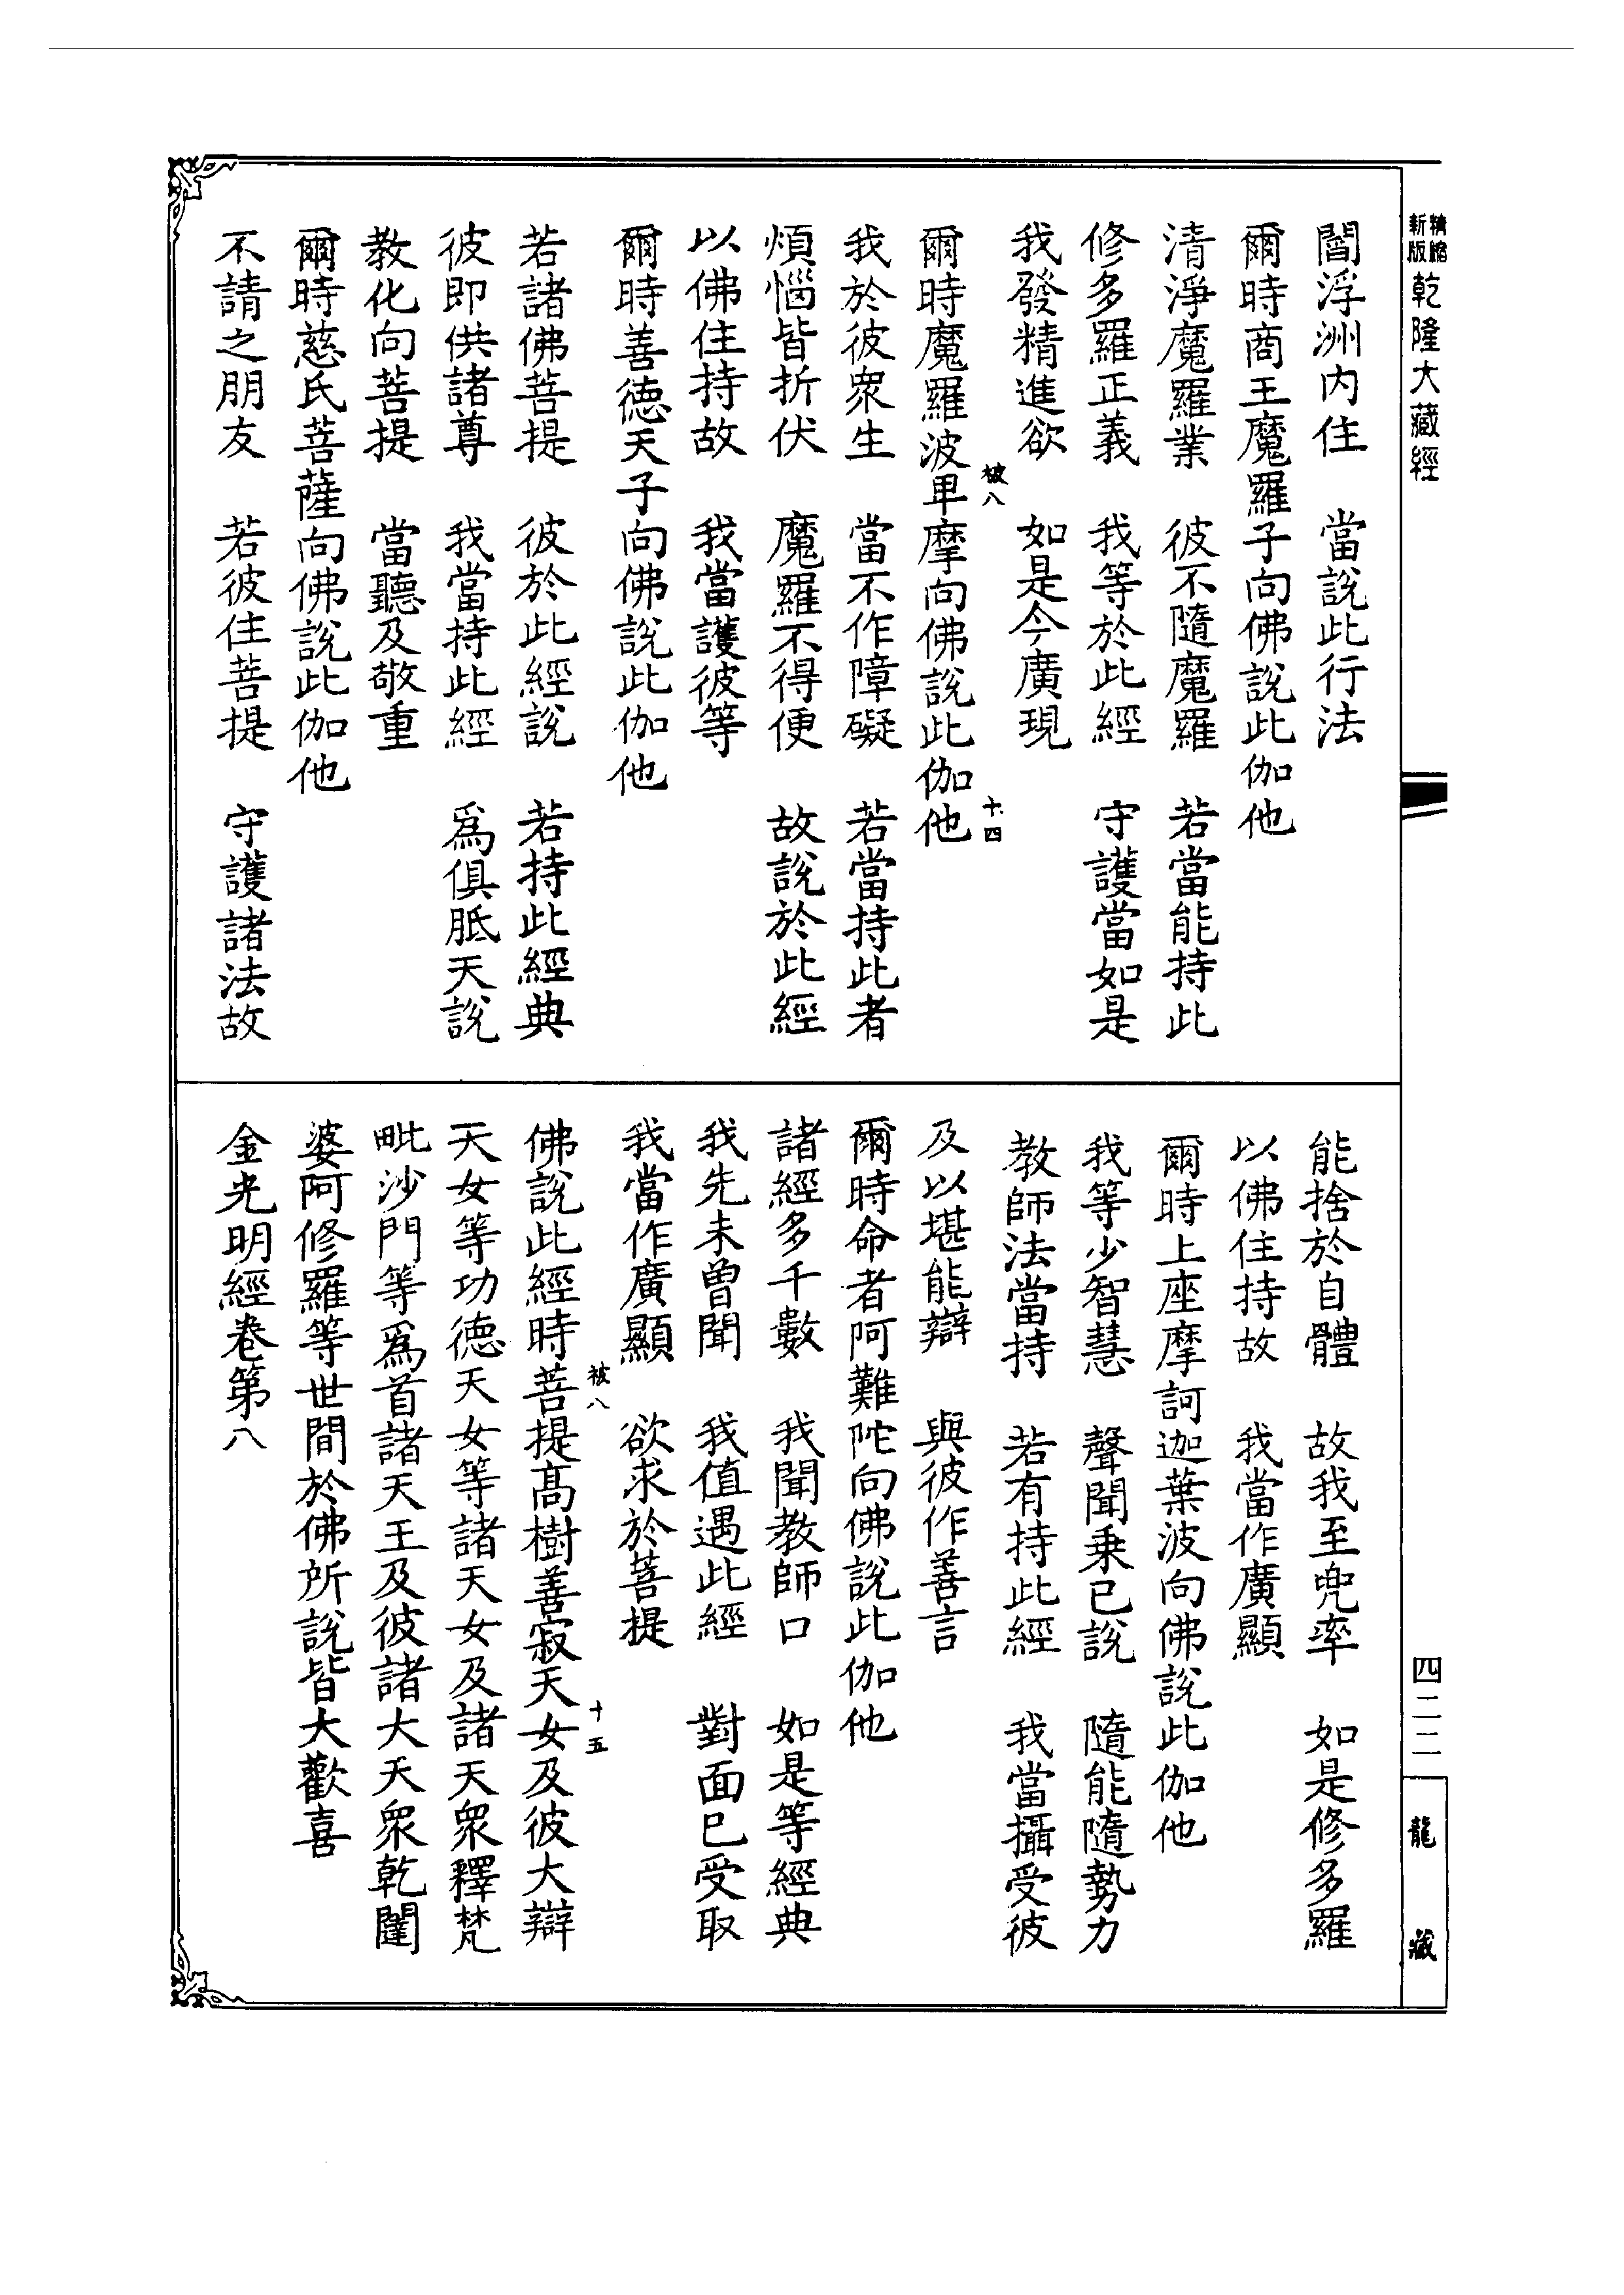 精縮新版乾隆大藏經
閻浮洲內住　當說此行法
爾時商王魔羅子向佛說此伽他
清淨魔羅業　彼不隨魔羅　若當能持此
修多羅正義　我等於此經　守護當如是
我發精進欲　如是今廣現
被八　十四
爾時魔羅波卑摩向佛說此伽他
我於彼衆生　當不作障礙　若當持此者
煩惱皆折伏　魔羅不得便　故說於此經
以佛住持故　我當護彼等
爾時善德天子向佛說此伽他
若諸佛菩提　彼於此經說　若持此經典
彼即供諸尊　我當持此經　爲俱胝天說
教化向菩提　當聽及敬重
爾時慈氏菩薩向佛說此伽他
不請之朋友　若彼住菩提　守護諸法故
能捨於自體　故我至兜率　如是修多羅
以佛住持故　我當作廣顯
爾時上座摩訶迦葉波向佛說此伽他
我等少智慧　聲聞乗已說　隨能隨勢力
教師法當持　若有持此經　我當攝受彼
及以堪能辯　與彼作善言
爾時命者阿難陀向佛說此伽他
諸經多千數　我聞教師口　如是等經典
我先未曾聞　我值遇此經　對面已受取
我當作廣顯　欲求於菩提
被八　十五
佛說此經時菩提高樹善寂天女及彼大辯
天女等功德天女等諸天女及諸天衆釋梵
毗沙門等爲首諸天王及彼諸大天衆乾闥
婆阿修羅等世間於佛所說皆大歡喜
金光明經卷第八
四二二
龍藏